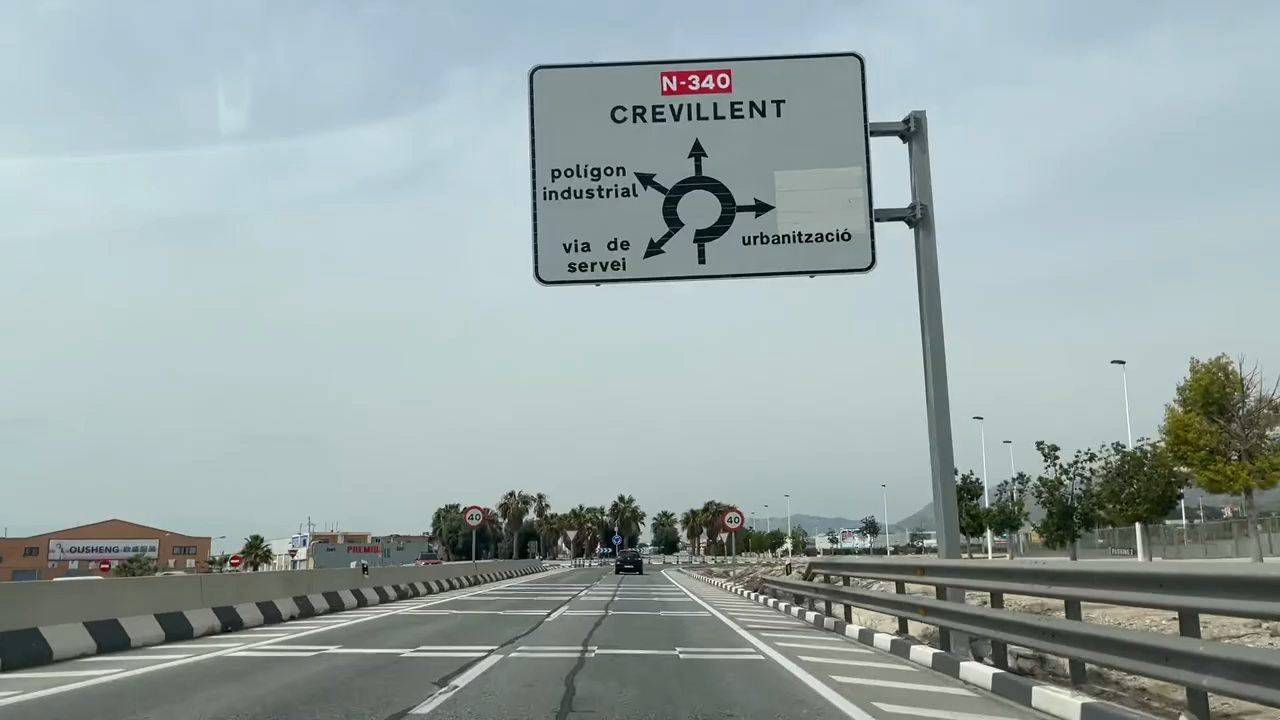 N-340
CREVILLENT
polígon
industrial
via de
servei
urbanització
40
40
OUSHENG
PREMIUM